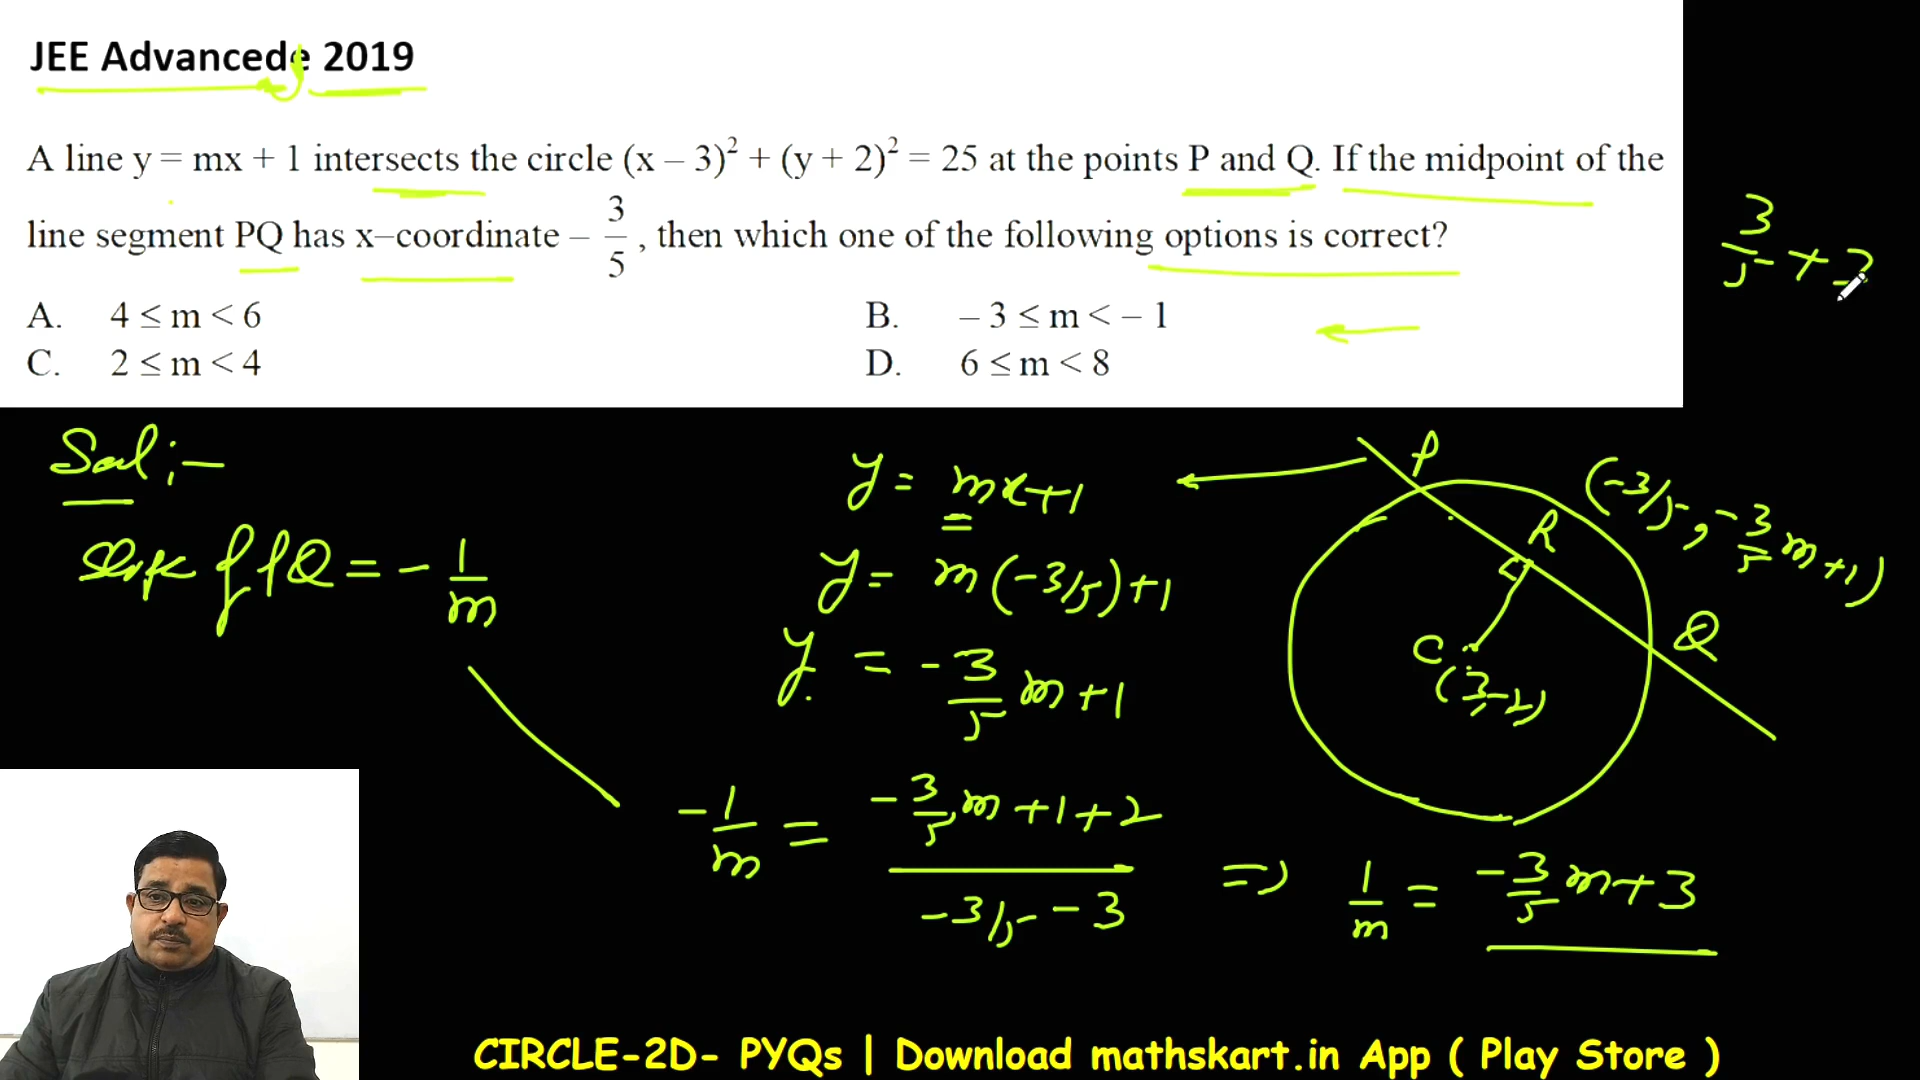 JEE Advancede 2019
A line y = mx + 1 intersects the circle (x – 3)² + (y + 2)² = 25 at the points P and Q. If the midpoint of the
line segment PQ has x–coordinate – 3/5, then which one of the following options is correct?
A. 4 ≤ m < 6 B. – 3 ≤ m < – 1
C. 2 ≤ m < 4 D. 6 ≤ m < 8
3/5 +
Sol :–
slope of PQ = - 1/m
y = mx+1
y = m(-3/5)+1
y = -3/5 m +1
-1/m = (-3/5 m +1+2)/(-3/5 - 3) => 1/m = -3/5 m + 3
P
R
(-3/5, -3/5 m +1)
Q
C
(3,-2)
CIRCLE-2D- PYQs | Download mathskart.in App ( Play Store )